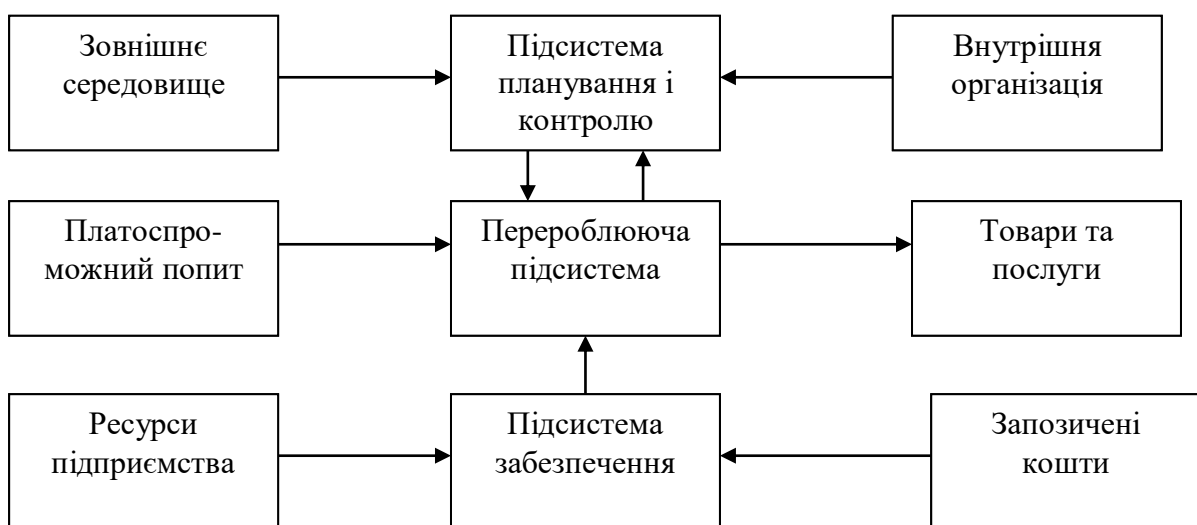 Зовнішнє
середовище
Підсистема
планування і
контролю
Внутрішня
організація
Платоспро-
можний попит
Перероблююча
підсистема
Товари та
послуги
Ресурси
підприємства
Підсистема
забезпечення
Запозичені
кошти